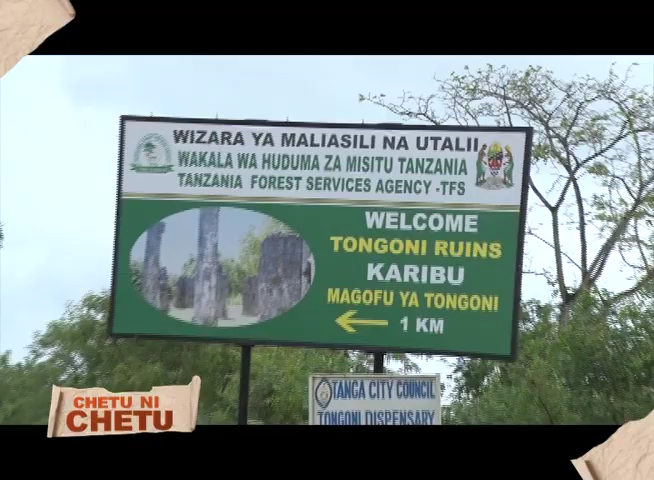 WIZARA YA MALIASILI NA UTALII
WAKALA WA HUDUMA ZA MISITU TANZANIA
TANZANIA FOREST SERVICES AGENCY -TFS
WELCOME
TONGONI RUINS
KARIBU
MAGOFU YA TONGONI
1 KM
TANGA CITY COUNCIL
TONGONI DISPENSARY
CHETU NI
CHETU